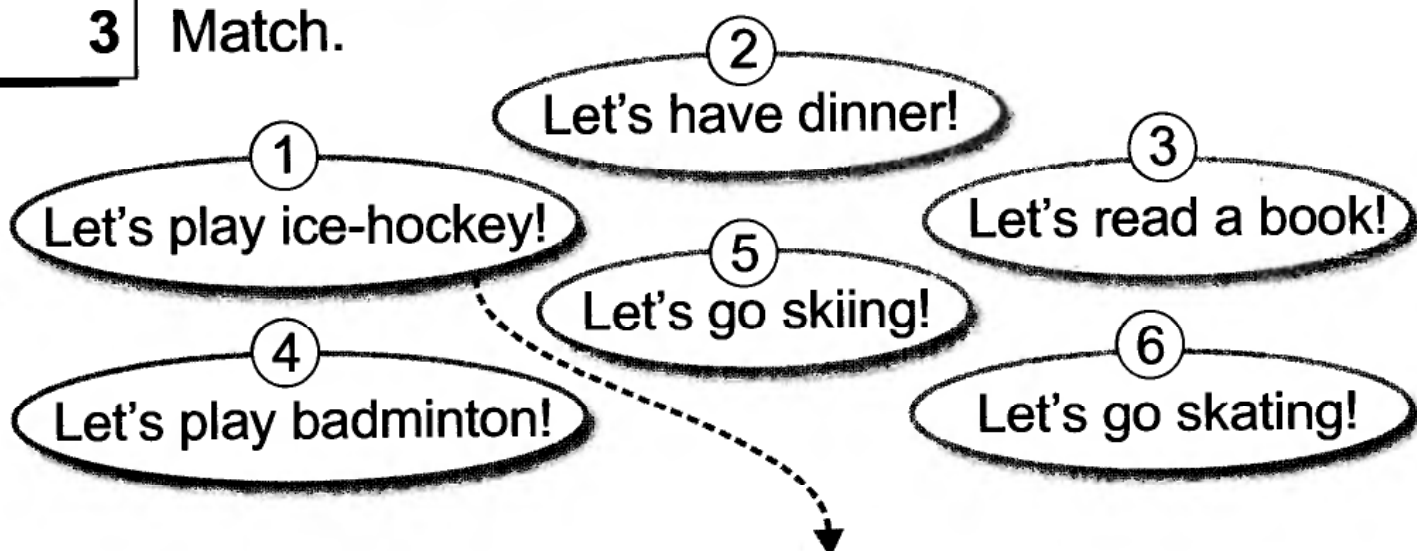 3 Match.
1
Let's play ice-hockey!
2
Let's have dinner!
3
Let's read a book!
4
Let's play badminton!
5
Let's go skiing!
6
Let's go skating!